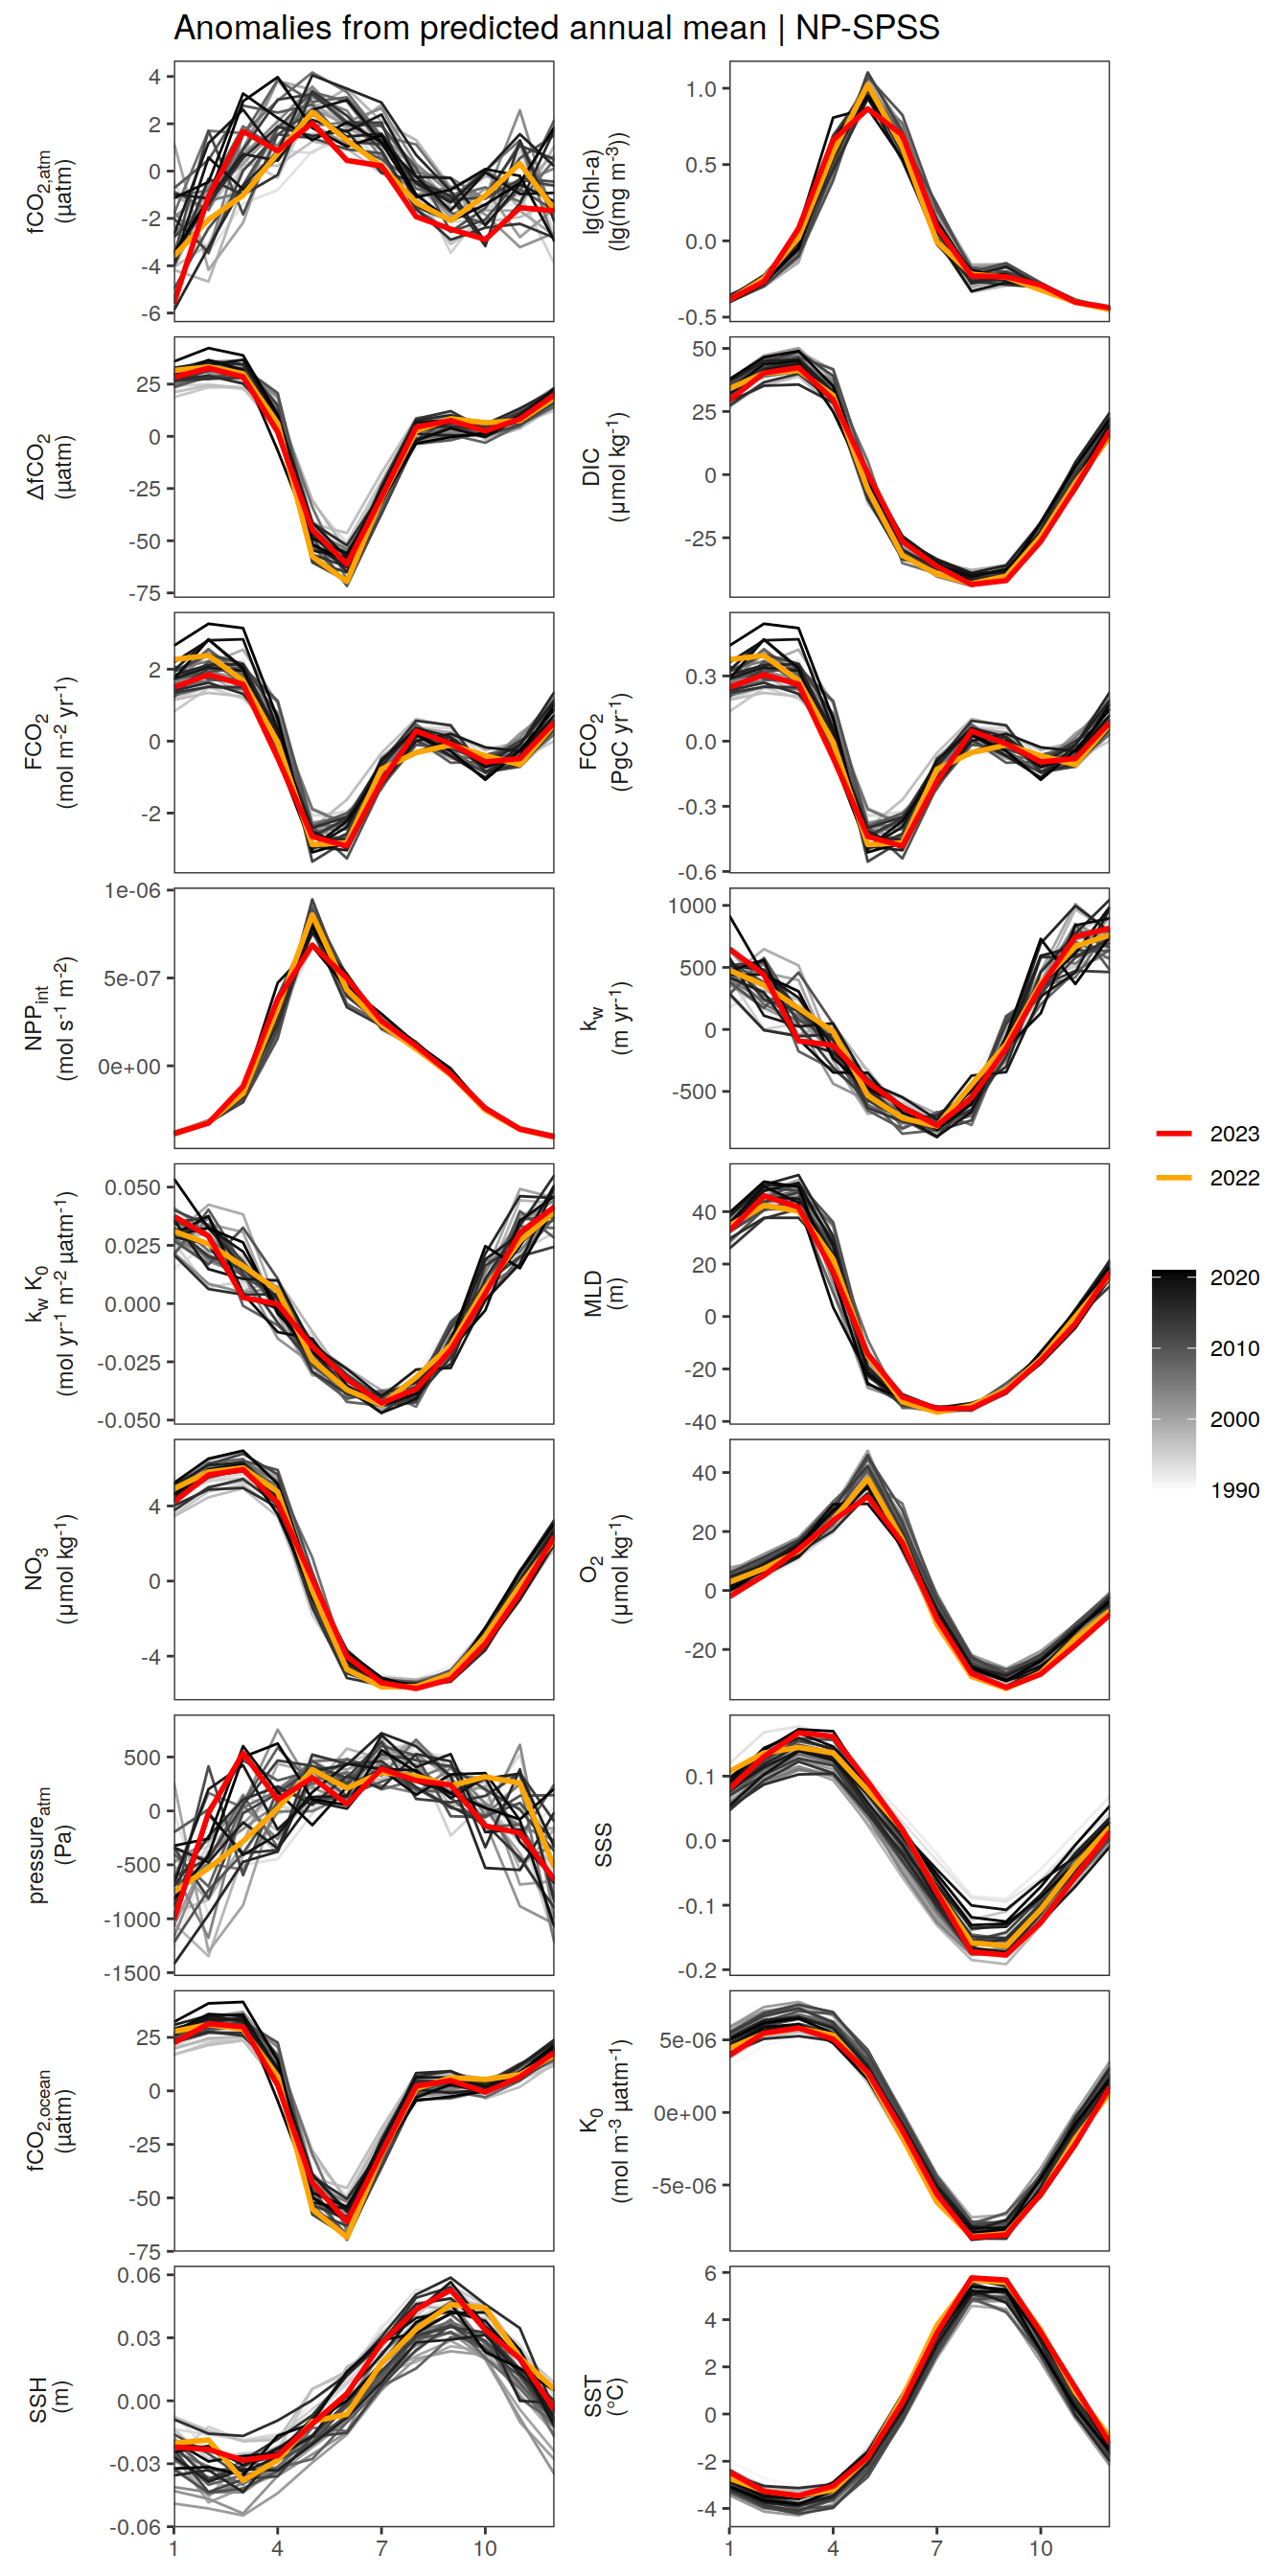 Anomalies from predicted annual mean | NP-SPSS
fCO2,atm
(µatm)
4
2
0
-2
-4
-6
lg(Chl-a)
(lg(mg m-3))
1.0
0.5
0.0
-0.5
ΔfCO2
(µatm)
25
0
-25
-50
-75
DIC
(µmol kg-1)
50
25
0
-25
FCO2
(mol m-2 yr-1)
2
0
-2
FCO2
(PgC yr-1)
0.3
0.0
-0.3
-0.6
NPPint
(mol s-1 m-2)
1e-06
5e-07
0e+00
kw
(m yr-1)
1000
500
0
-500
kw K0
(mol yr-1 m-2 µatm-1)
0.050
0.025
0.000
-0.025
-0.050
MLD
(m)
40
20
0
-20
-40
NO3
(µmol kg-1)
4
0
-4
O2
(µmol kg-1)
40
20
0
-20
pressureatm
(Pa)
500
0
-500
-1000
-1500
SSS
0.1
0.0
-0.1
-0.2
fCO2,ocean
(µatm)
25
0
-25
-50
-75
K0
(mol m-3 µatm-1)
5e-06
0e+00
-5e-06
SSH
(m)
0.06
0.03
0.00
-0.03
-0.06
SST
(°C)
6
4
2
0
-2
-4
1 4 7 10
1 4 7 10
2023
2022
2020
2010
2000
1990